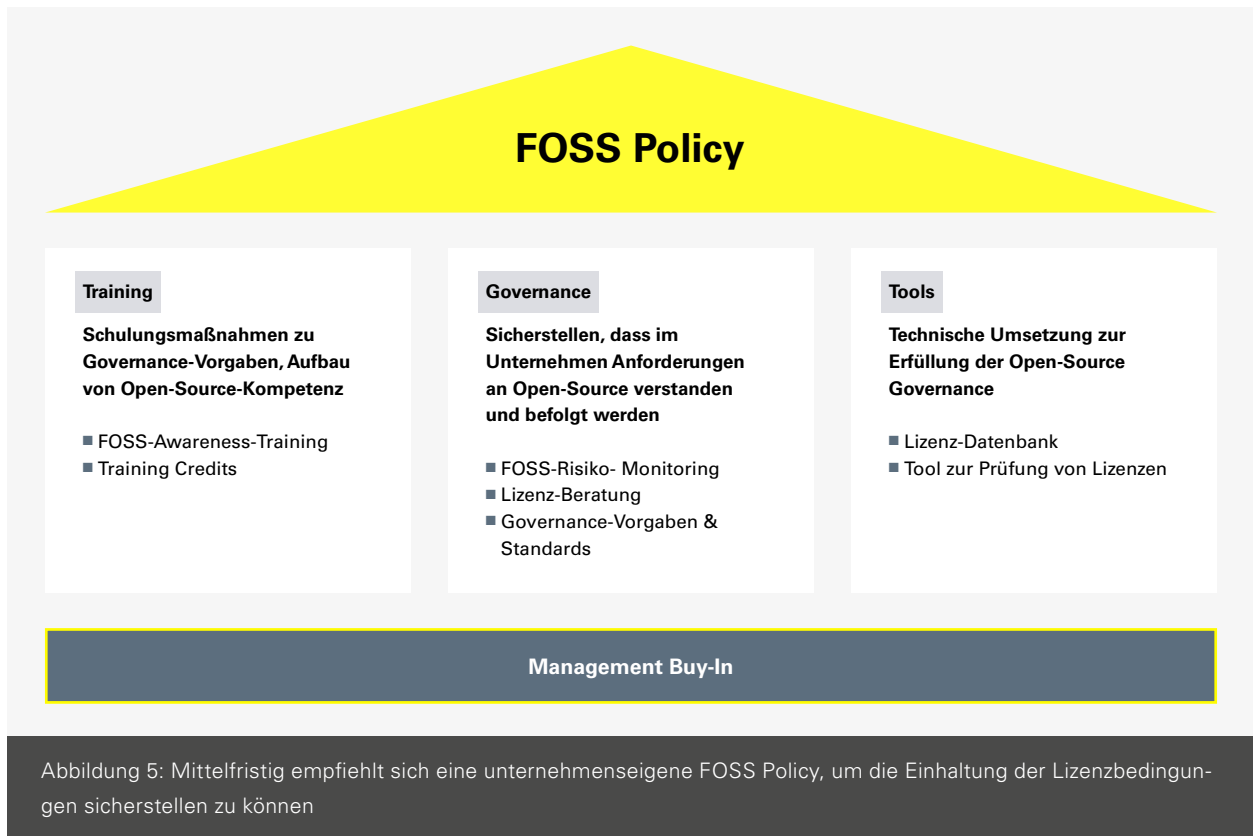 FOSS Policy
Training
Schulungsmaßnahmen zu
Governance-Vorgaben, Aufbau
von Open-Source-Kompetenz
■ FOSS-Awareness-Training
■ Training Credits
Governance
Sicherstellen, dass im
Unternehmen Anforderungen
an Open-Source verstanden
und befolgt werden
■ FOSS-Risiko- Monitoring
■ Lizenz-Beratung
■ Governance-Vorgaben &
Standards
Tools
Technische Umsetzung zur
Erfüllung der Open-Source
Governance
■ Lizenz-Datenbank
■ Tool zur Prüfung von Lizenzen
Management Buy-In
Abbildung 5: Mittelfristig empfiehlt sich eine unternehmenseigene FOSS Policy, um die Einhaltung der Lizenzbedingun-
gen sicherstellen zu können